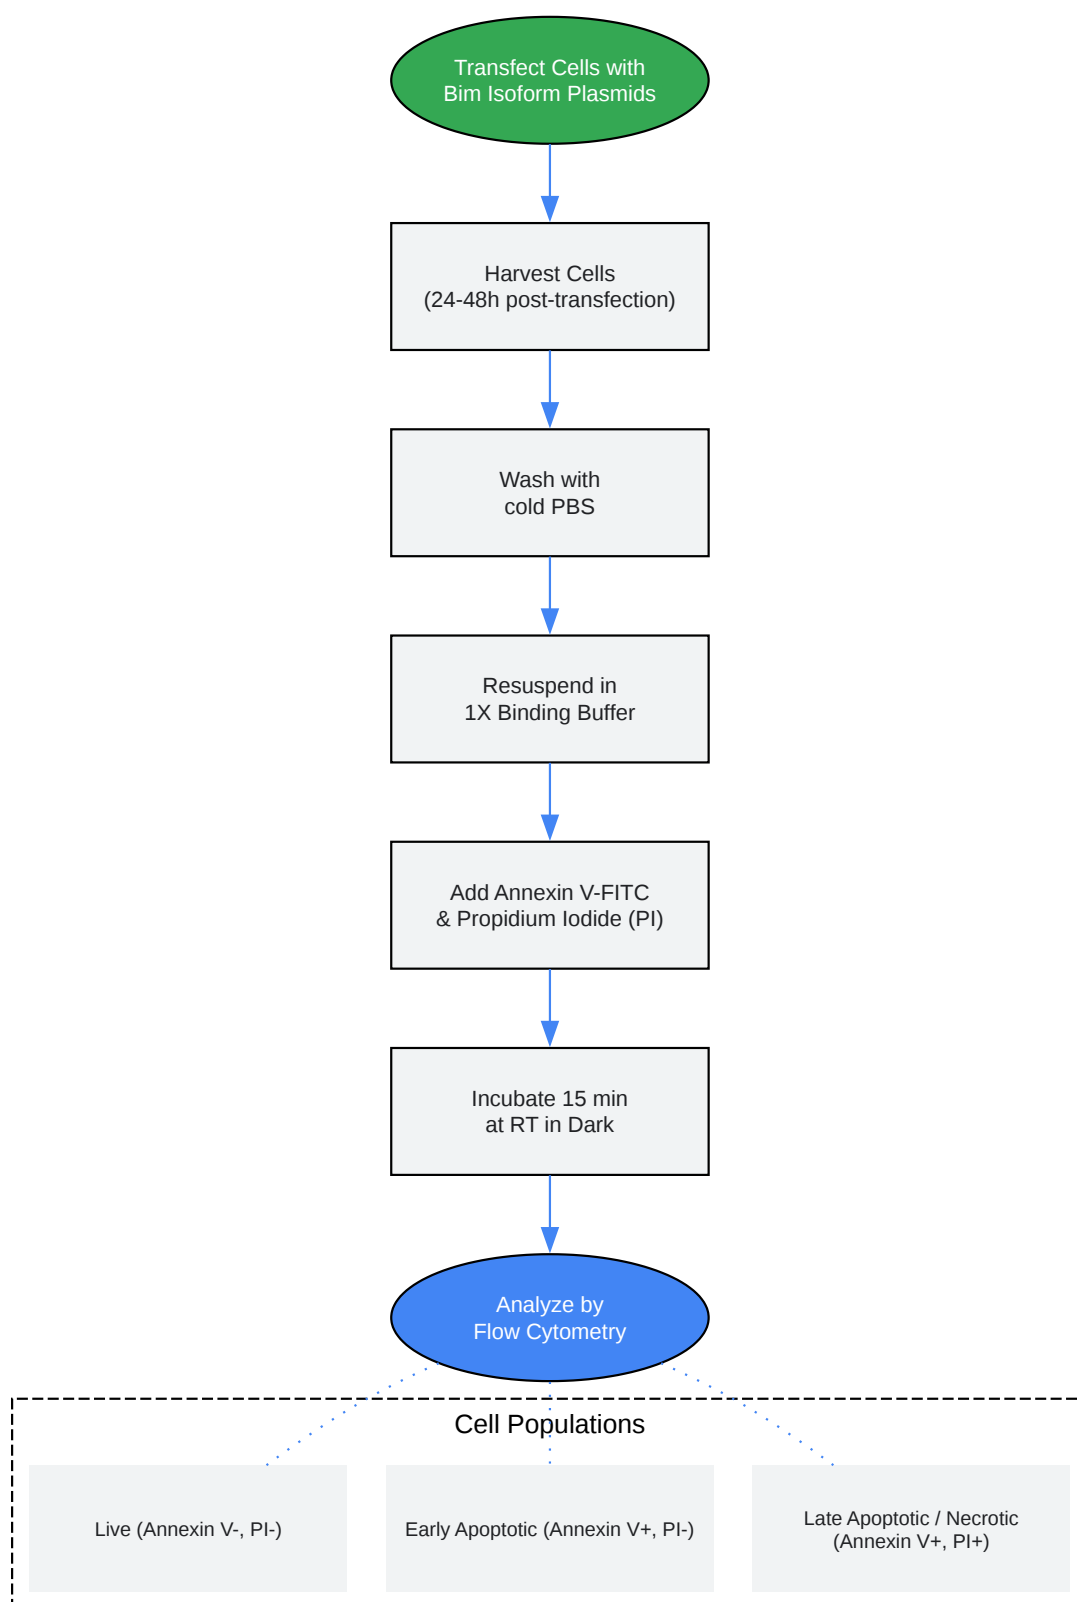 Transfect Cells with
Bim Isoform Plasmids
Harvest Cells
(24-48h post-transfection)
Wash with
cold PBS
Resuspend in
1X Binding Buffer
Add Annexin V-FITC
& Propidium Iodide (PI)
Incubate 15 min
at RT in Dark
Analyze by
Flow Cytometry
Cell Populations
Live (Annexin V-, PI-)
Early Apoptotic (Annexin V+, PI-)
Late Apoptotic / Necrotic
(Annexin V+, PI+)